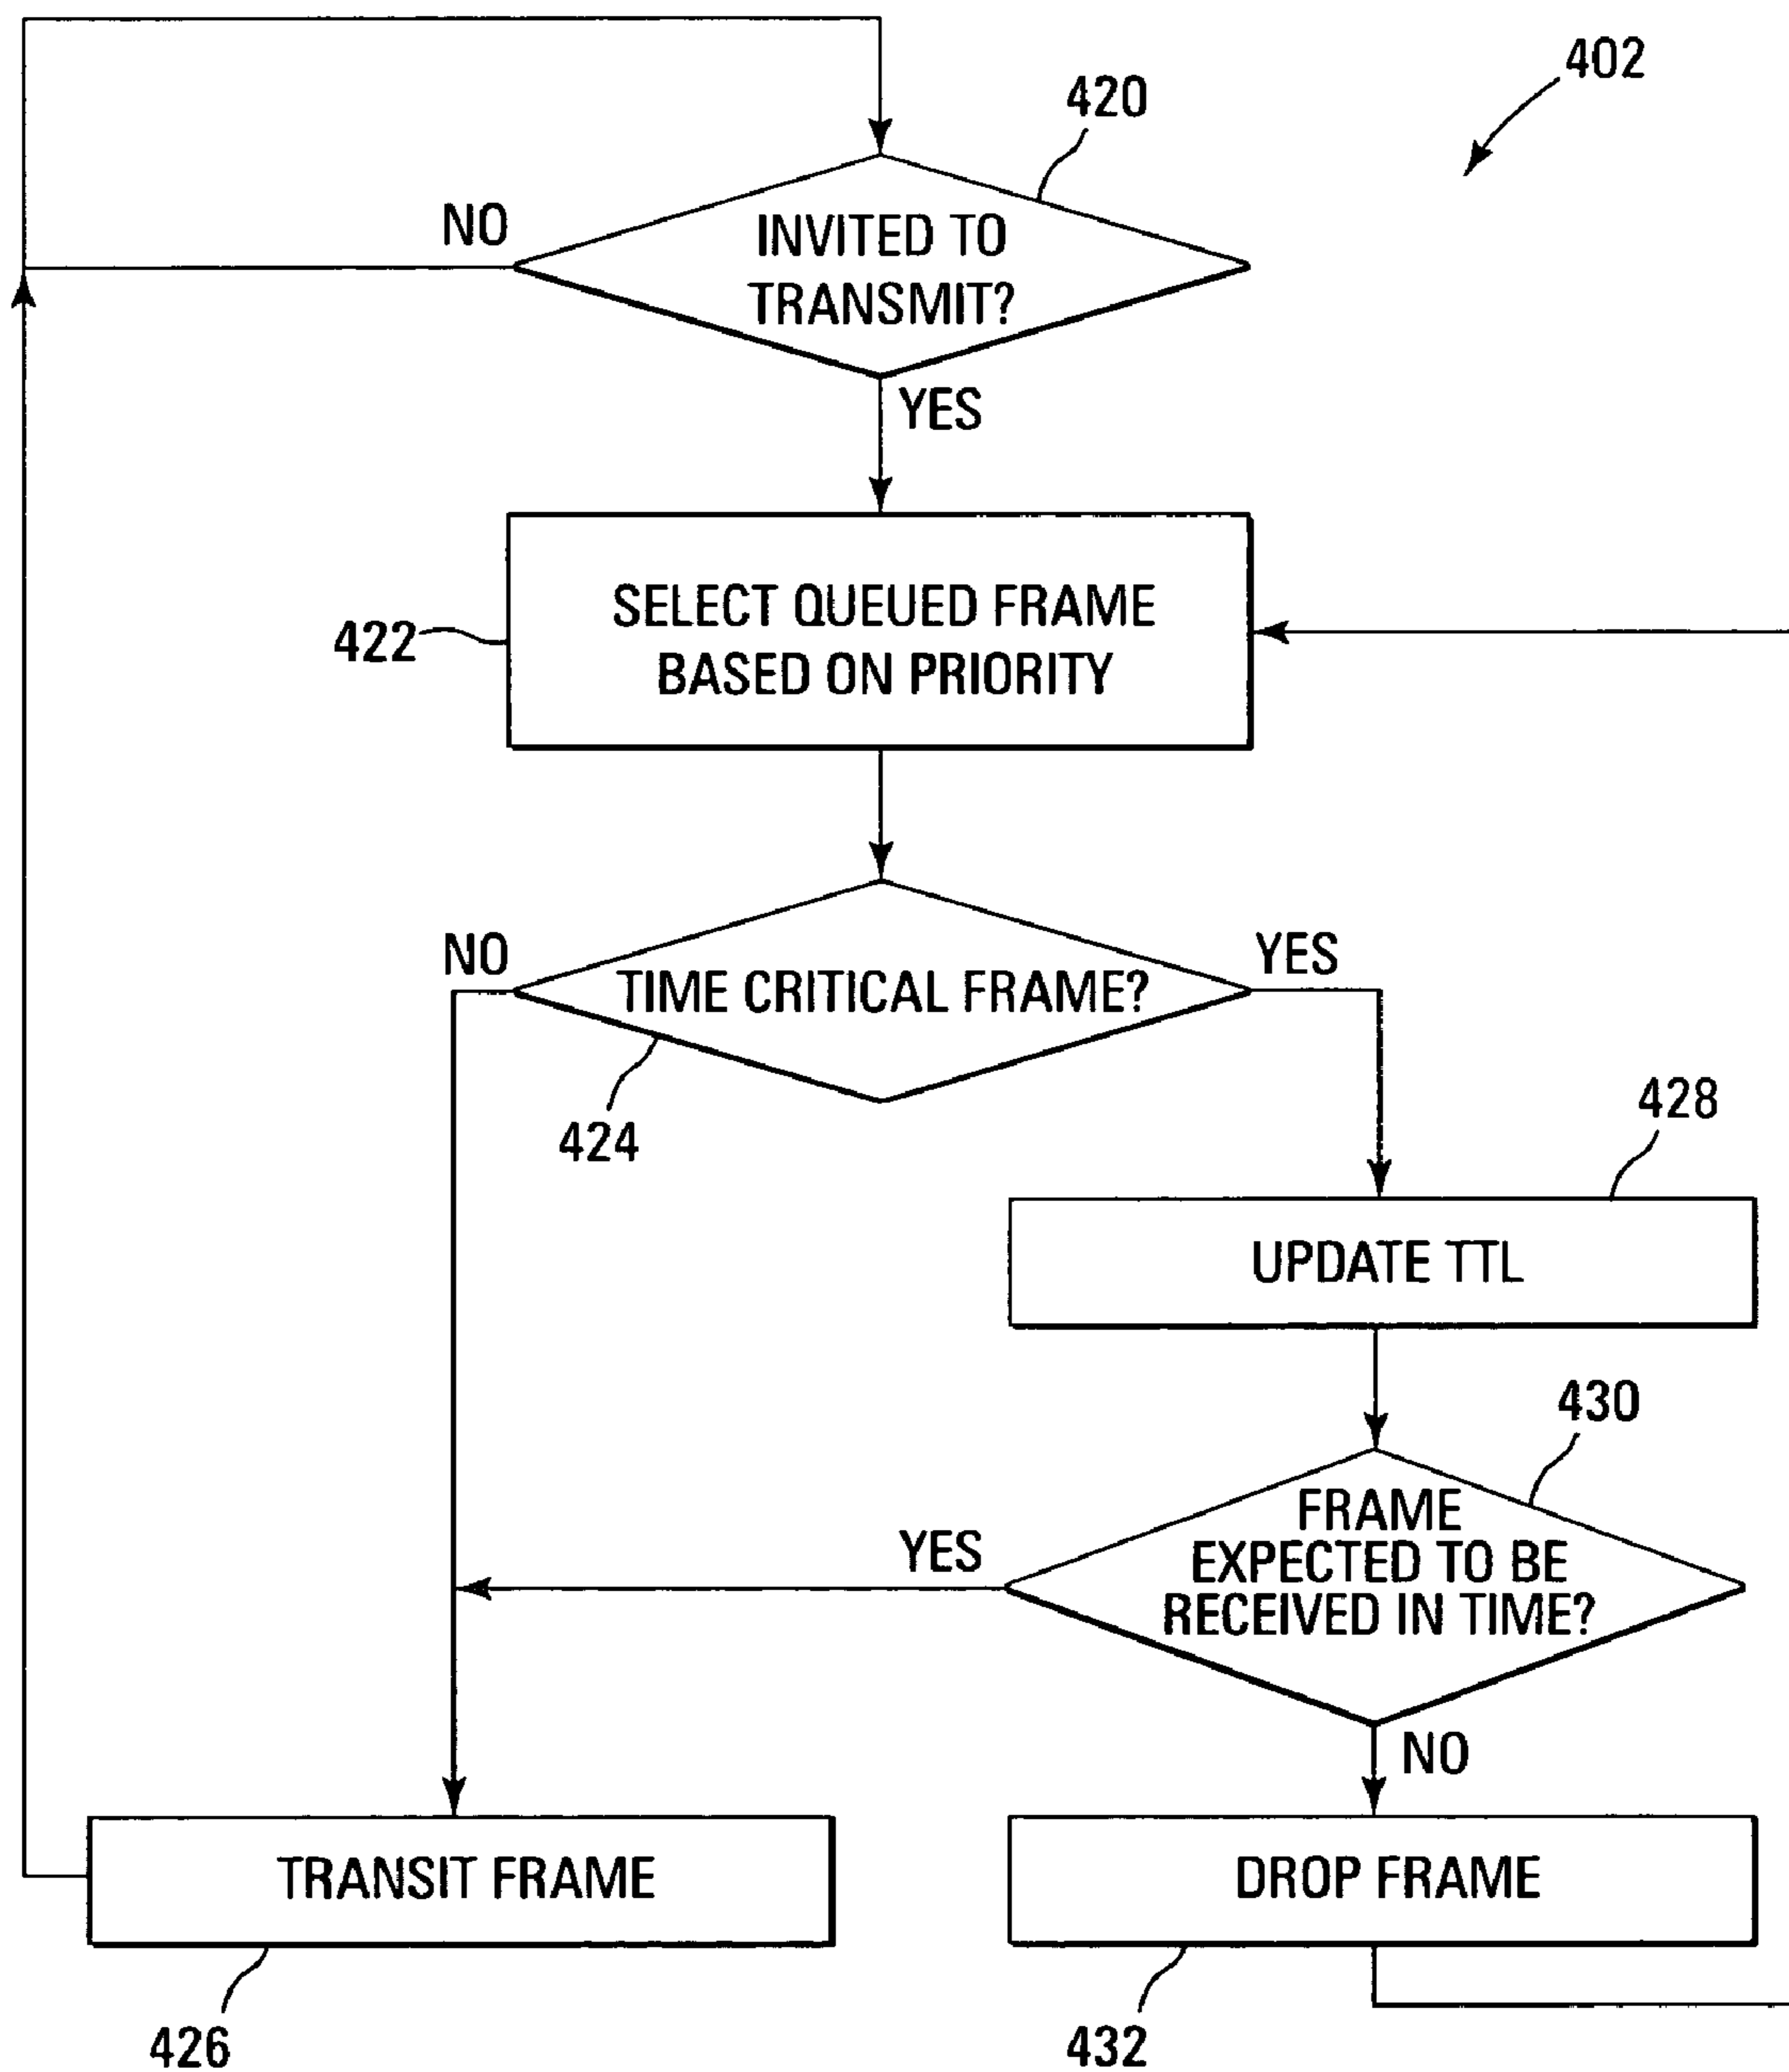 402
420
NO
INVITED TO
TRANSMIT?
YES
422
SELECT QUEUED FRAME
BASED ON PRIORITY
NO
TIME CRITICAL FRAME?
YES
424
428
UPDATE TTL
430
YES
FRAME
EXPECTED TO BE
RECEIVED IN TIME?
NO
TRANSIT FRAME
DROP FRAME
426
432